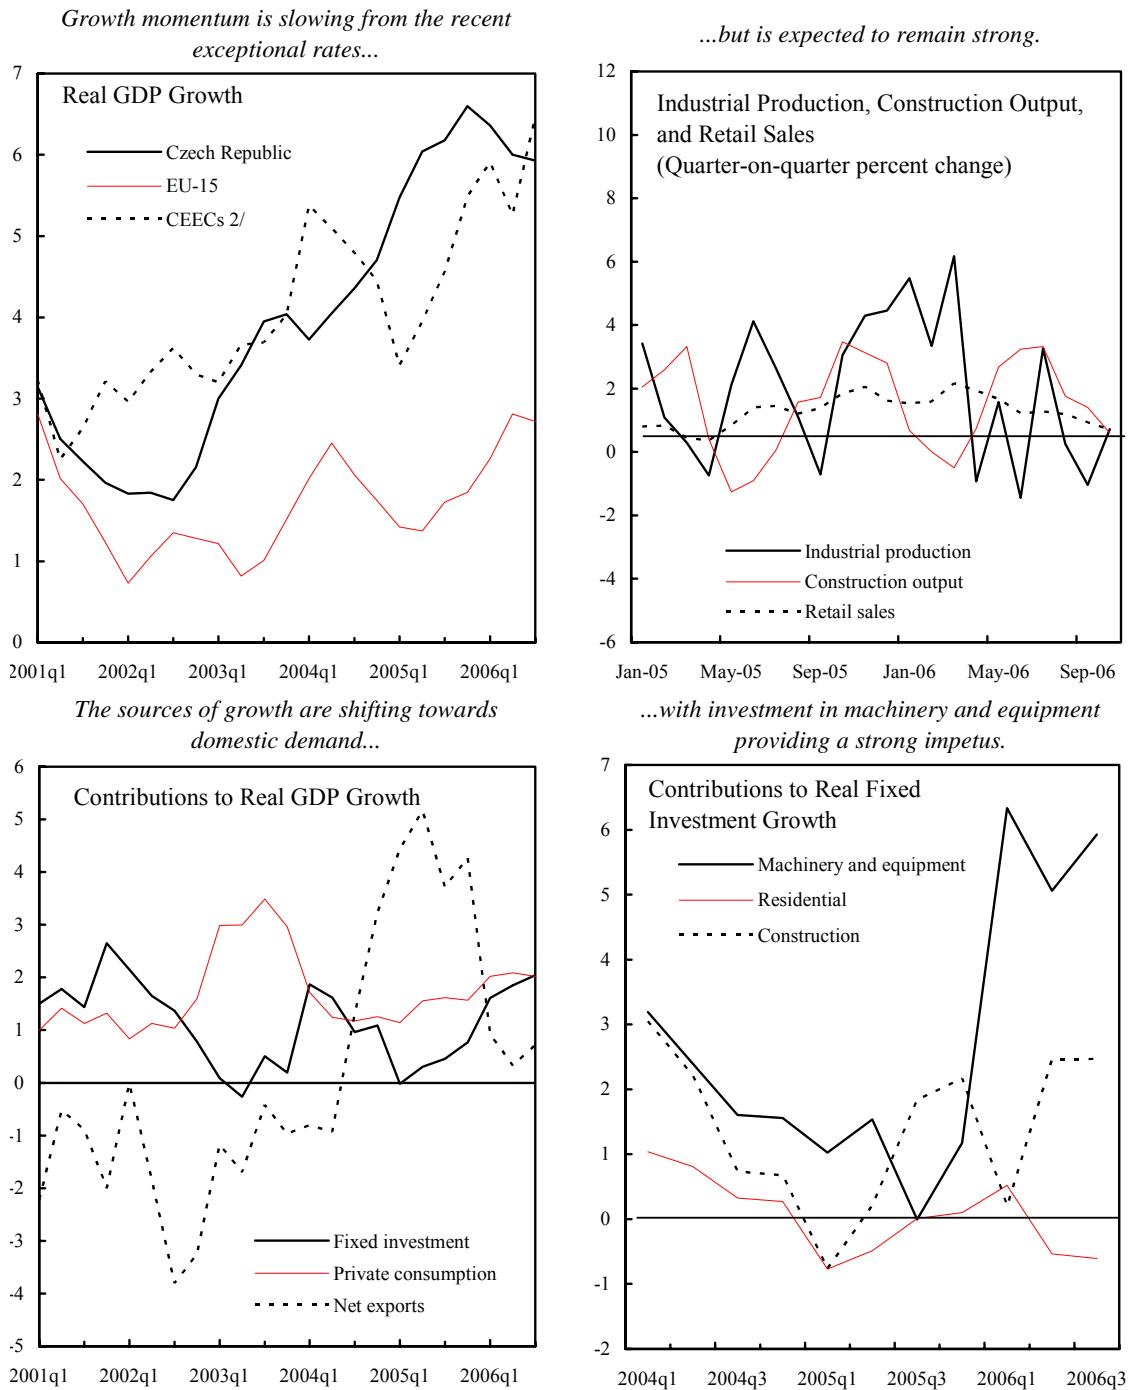 Growth momentum is slowing from the recent
exceptional rates...
7
6
5
4
3
2
1
0
Real GDP Growth
Czech Republic
EU-15
CEECs 2/
2001q1 2002q1 2003q1 2004q1 2005q1 2006q1
...but is expected to remain strong.
12
10
8
6
4
2
0
-2
-4
-6
Industrial Production, Construction Output,
and Retail Sales
(Quarter-on-quarter percent change)
Industrial production
Construction output
Retail sales
Jan-05 May-05 Sep-05 Jan-06 May-06 Sep-06
The sources of growth are shifting towards
domestic demand...
6
5
4
3
2
1
0
-1
-2
-3
-4
-5
Contributions to Real GDP Growth
Fixed investment
Private consumption
Net exports
2001q1 2002q1 2003q1 2004q1 2005q1 2006q1
...with investment in machinery and equipment
providing a strong impetus.
7
6
5
4
3
2
1
0
-1
-2
Contributions to Real Fixed
Investment Growth
Machinery and equipment
Residential
Construction
2004q1 2004q3 2005q1 2005q3 2006q1 2006q3